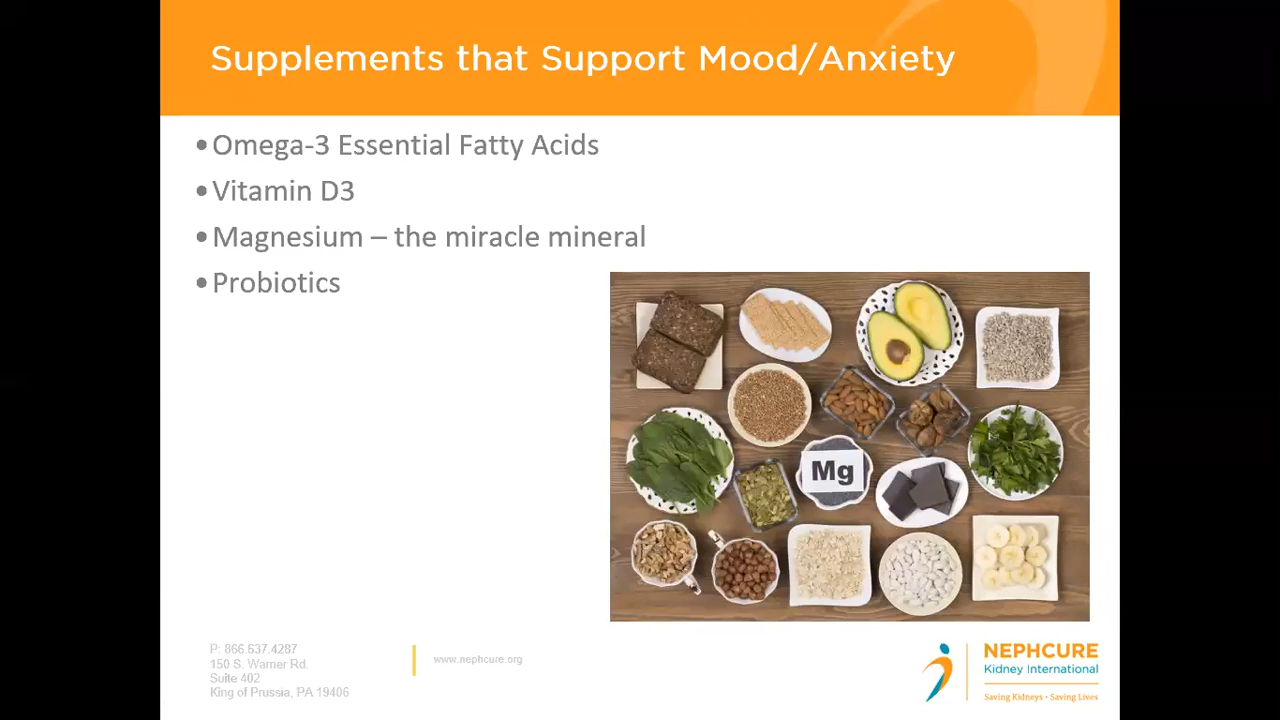 Supplements that Support Mood/Anxiety
•Omega-3 Essential Fatty Acids
•Vitamin D3
•Magnesium – the miracle mineral
•Probiotics
Mg
P: 866.637.4287
150 S. Warner Rd.
Suite 402
King of Prussia, PA 19406
www.nephcure.org
NEPHCURE
Kidney International
Saving Kidneys • Saving Lives